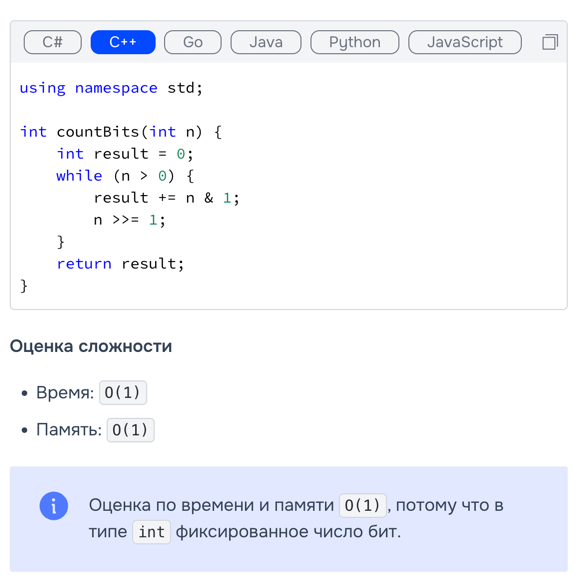 C# C++ Go Java Python JavaScript
using namespace std;
int countBits(int n) {
    int result = 0;
    while (n > 0) {
        result += n & 1;
        n >>= 1;
    }
    return result;
}
Оценка сложности
• Время: O(1)
• Память: O(1)
Оценка по времени и памяти O(1), потому что в
типе int фиксированное число бит.